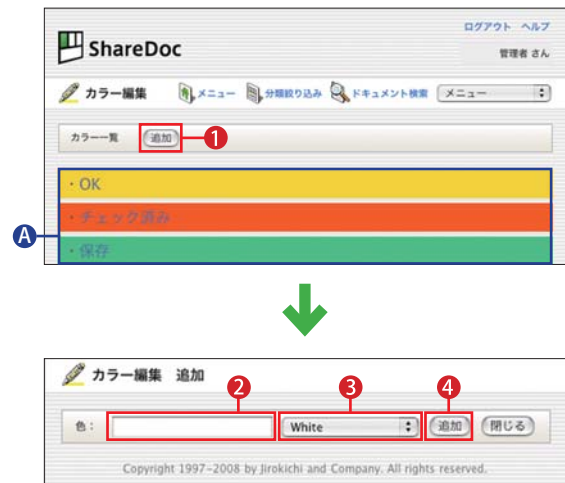 ログアウト ヘルプ
ShareDoc
管理者 さん
カラー編集 メニュー 分類絞り込み ドキュメント検索 メニュー
カラー一覧 追加 1
・OK
・チェック済み
A
・保存
カラー編集 追加
2 3 4
色： White 追加 閉じる
Copyright 1997-2008 by Jirokichi and Company. All rights reserved.